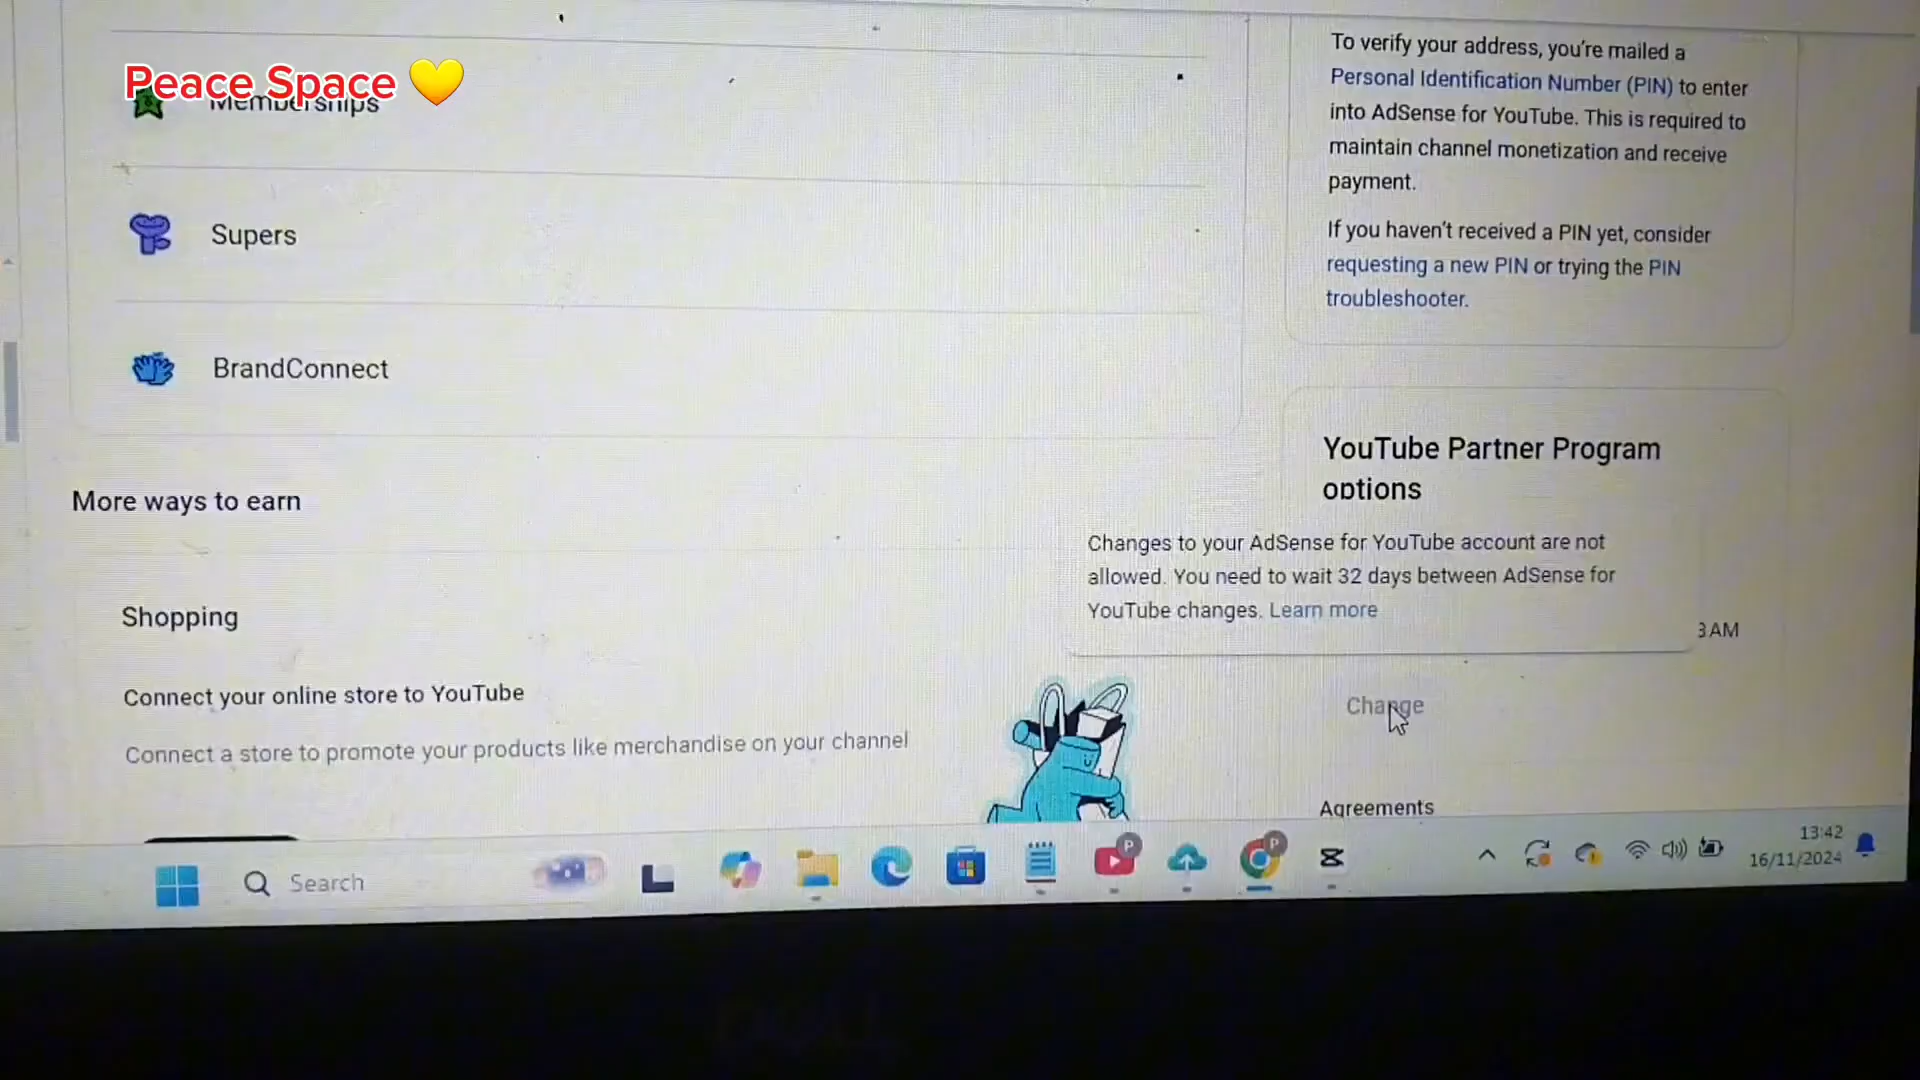 Peace Space 💛
Memberships
Supers
BrandConnect
More ways to earn
Shopping
Connect your online store to YouTube
Connect a store to promote your products like merchandise on your channel
To verify your address, you're mailed a
Personal Identification Number (PIN) to enter
into AdSense for YouTube. This is required to
maintain channel monetization and receive
payment.
If you haven't received a PIN yet, consider
requesting a new PIN or trying the PIN
troubleshooter.
YouTube Partner Program
options
Changes to your AdSense for YouTube account are not
allowed. You need to wait 32 days between AdSense for
YouTube changes. Learn more
3AM
Change
Agreements
Search
P
P
13:42
16/11/2024